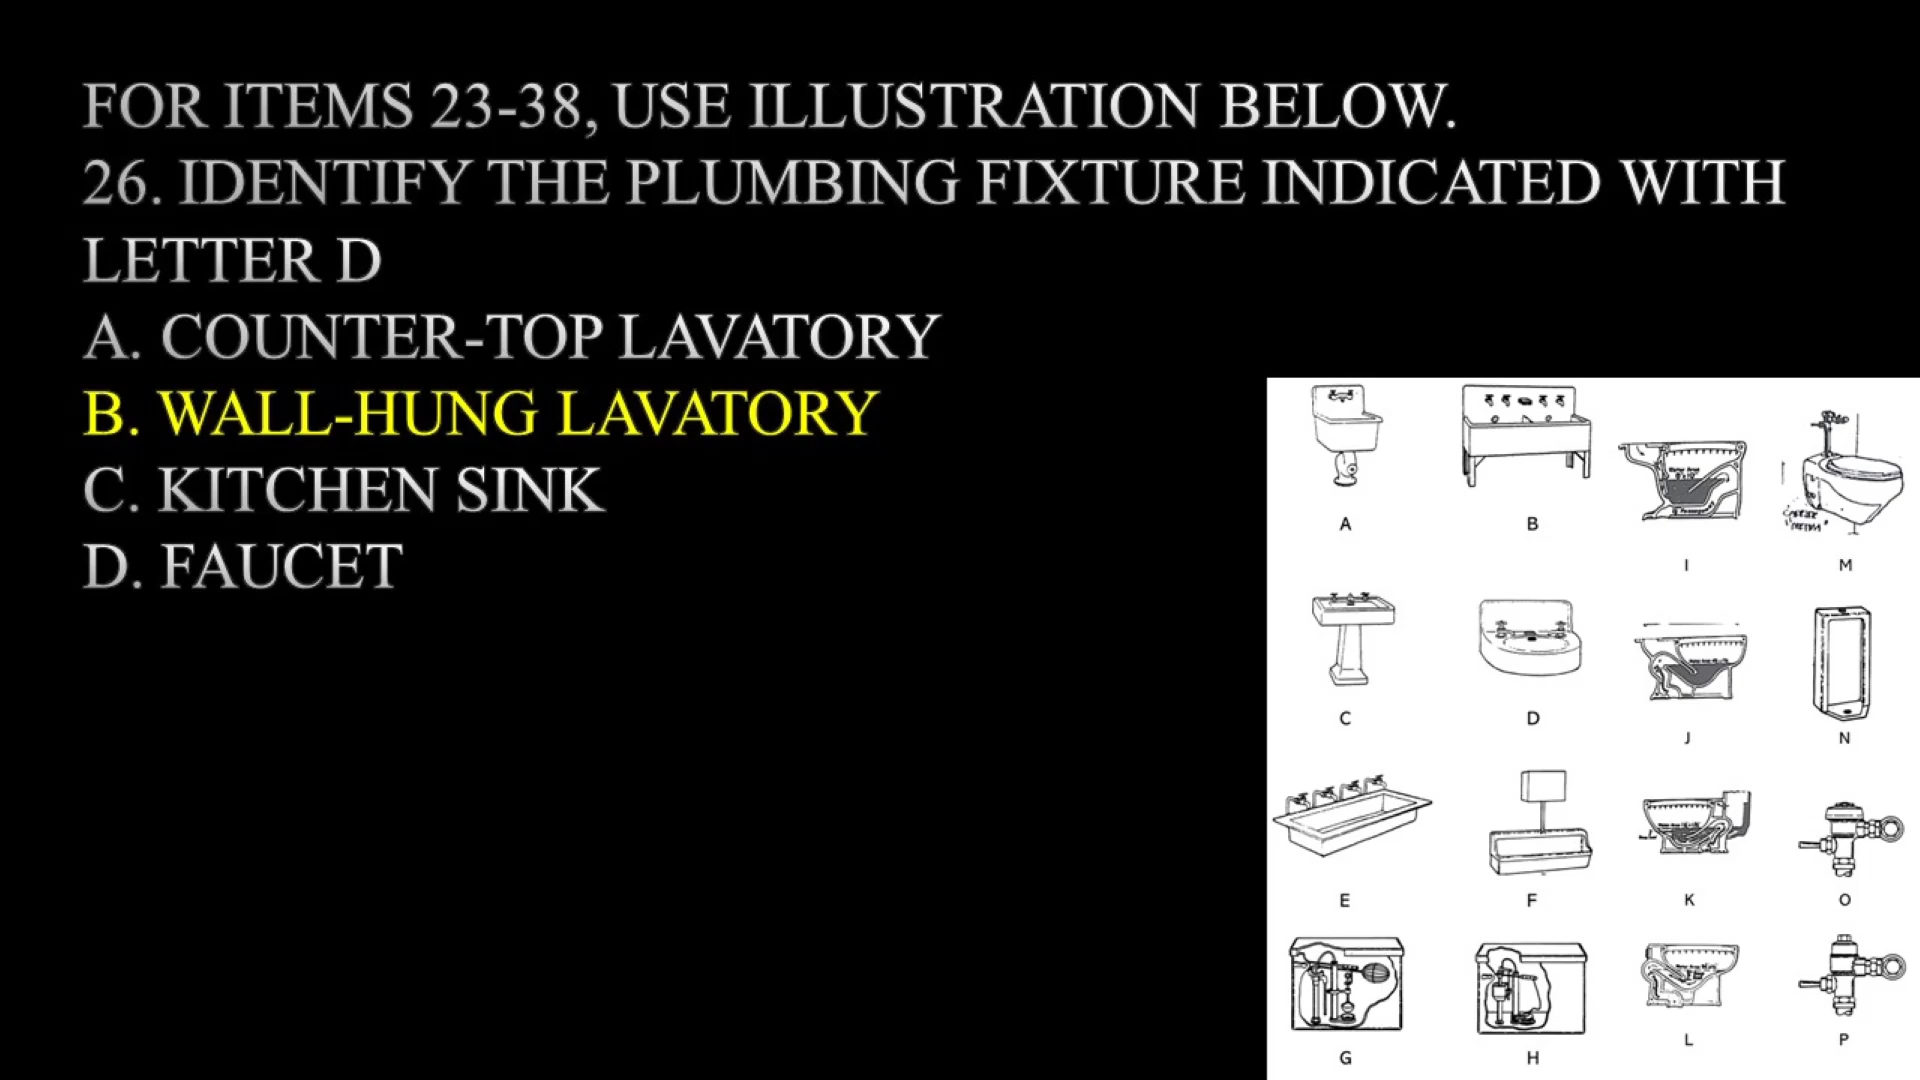 FOR ITEMS 23-38, USE ILLUSTRATION BELOW.
26. IDENTIFY THE PLUMBING FIXTURE INDICATED WITH
LETTER D
A. COUNTER-TOP LAVATORY
B. WALL-HUNG LAVATORY
C. KITCHEN SINK
D. FAUCET
A
B
I
M
C
D
J
N
E
F
K
O
G
H
L
P